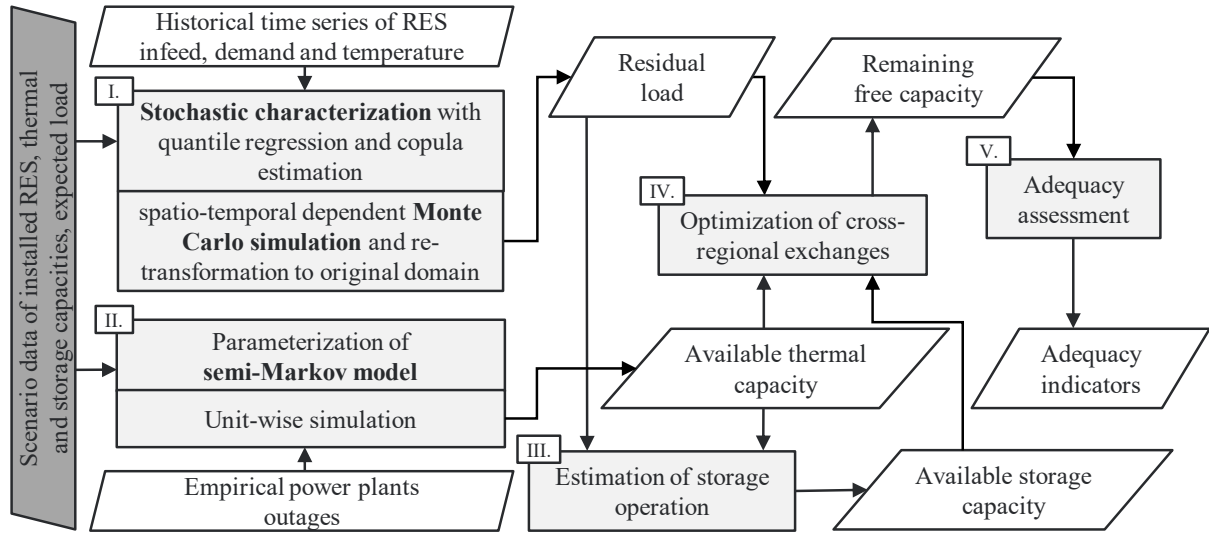 Scenario data of installed RES, thermal
and storage capacities, expected load
Historical time series of RES
infeed, demand and temperature
I.
Stochastic characterization with
quantile regression and copula
estimation
spatio-temporal dependent Monte
Carlo simulation and re-
transformation to original domain
II.
Parameterization of
semi-Markov model
Unit-wise simulation
Empirical power plants
outages
Residual
load
Remaining
free capacity
IV.
Optimization of cross-
regional exchanges
V.
Adequacy
assessment
Available thermal
capacity
Adequacy
indicators
III.
Estimation of storage
operation
Available storage
capacity